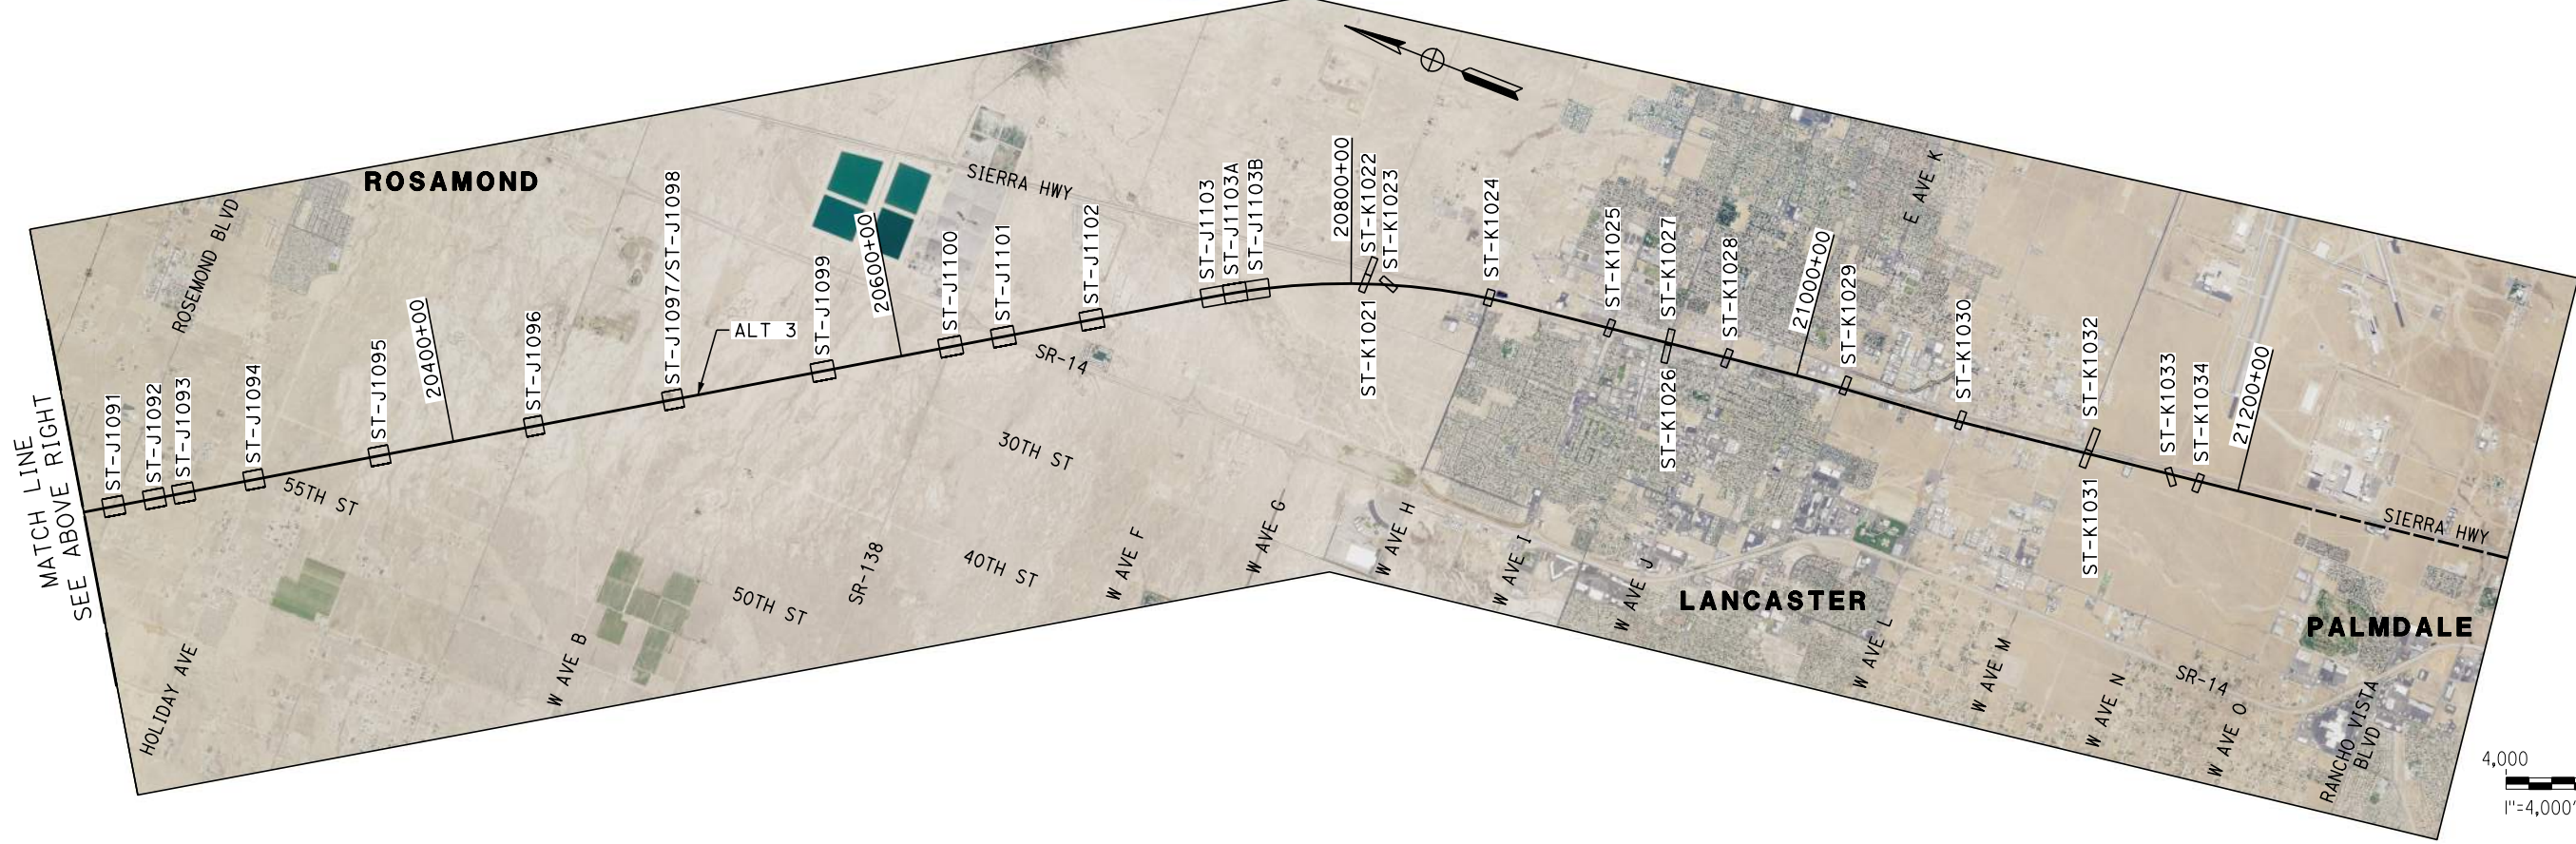 ROSAMOND
ROSEMOND BLVD
SIERRA HWY
E AVE K
MATCH LINE
SEE ABOVE RIGHT
ST-J1091
ST-J1092
ST-J1093
ST-J1094
ST-J1095
20400+00
ST-J1096
ST-J1097/ST-J1098
ALT 3
ST-J1099
20600+00
ST-J1100
ST-J1101
ST-J1102
ST-J1103
ST-J1103A
ST-J1103B
20800+00
ST-K1022
ST-K1023
ST-K1021
ST-K1024
ST-K1025
ST-K1027
ST-K1026
ST-K1028
21000+00
ST-K1029
ST-K1030
ST-K1032
ST-K1031
ST-K1033
ST-K1034
21200+00
SIERRA HWY
SR-14
55TH ST
30TH ST
40TH ST
50TH ST
HOLIDAY AVE
W AVE B
SR-138
W AVE F
W AVE G
W AVE H
W AVE I
W AVE J
LANCASTER
W AVE L
W AVE M
W AVE N
W AVE O
SR-14
PALMDALE
RANCHO VISTA
BLVD
4,000
1"=4,000'